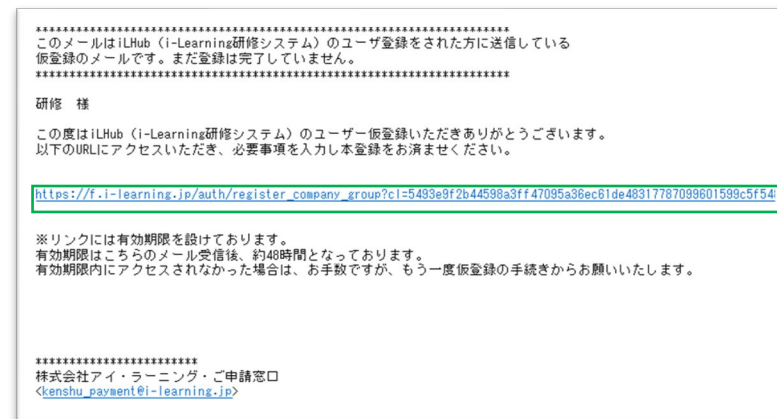 **********************************************************************
このメールはiLHub（i-Learning研修システム）のユーザ登録をされた方に送信している
仮登録のメールです。まだ登録は完了していません。
**********************************************************************
研修　様
この度はiLHub（i-Learning研修システム）のユーザー仮登録いただきありがとうございます。
以下のURLにアクセスいただき、必要事項を入力し本登録をお済ませください。
https://f.i-learning.jp/auth/register_company_group?cl=5493e9f2b44598a3ff47095a36ec61de48317787099601599c5f548
※リンクには有効期限を設けております。
有効期限はこちらのメール受信後、約48時間となっております。
有効期限内にアクセスされなかった場合は、お手数ですが、もう一度仮登録の手続きからお願いいたします。
************************
株式会社アイ・ラーニング・ご申請窓口
<kenshu_payment@i-learning.jp>